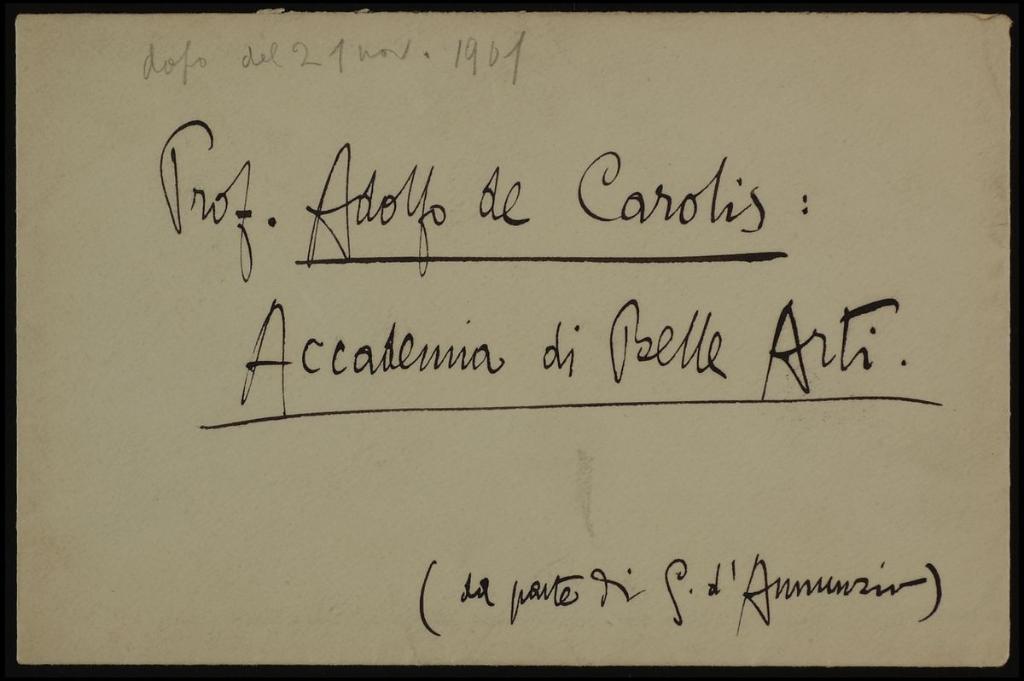 dopo del 21 nov. 1901
Prof. Adolfo de Carolis :
Accademia di Belle Arti.
(da parte di G. d'Annunzio)